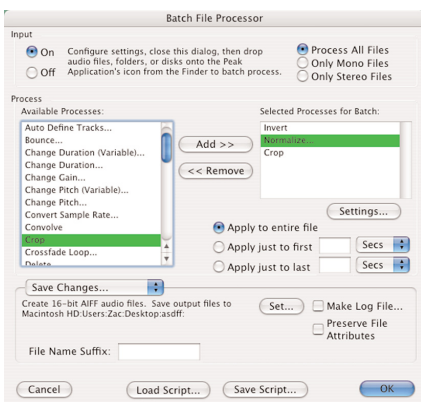 Batch File Processor
Input
On
Off
Configure settings, close this dialog, then drop
audio files, folders, or disks onto the Peak
Application's icon from the Finder to batch process.
Process All Files
Only Mono Files
Only Stereo Files
Process
Available Processes:
Auto Define Tracks...
Bounce...
Change Duration (Variable)...
Change Duration...
Change Gain...
Change Pitch (Variable)...
Change Pitch...
Convert Sample Rate...
Convolve
Crop
Crossfade Loop...
Delete
Add >>
<< Remove
Selected Processes for Batch:
Invert
Normalize...
Crop
Settings...
Apply to entire file
Apply just to first
Secs
Apply just to last
Secs
Save Changes...
Create 16-bit AIFF audio files. Save output files to
Macintosh HD:Users:Zac:Desktop:asdff:
Set...
Make Log File...
Preserve File
Attributes
File Name Suffix:
Cancel
Load Script...
Save Script...
OK